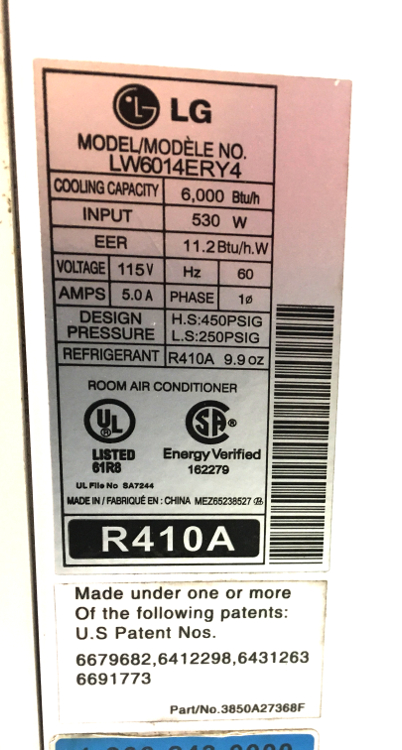 LG
MODEL/MODÈLE NO.
LW6014ERY4
COOLING CAPACITY 6,000 Btu/h
INPUT 530 W
EER 11.2Btu/h.W
VOLTAGE 115V Hz 60
AMPS 5.0 A PHASE 1ø
DESIGN PRESSURE H.S:450PSIG
L.S:250PSIG
REFRIGERANT R410A 9.9 oz
ROOM AIR CONDITIONER
UL ® SA ®
LISTED Energy Verified
61R8 162279
UL File No SA7244
MADE IN / FABRIQUÉ EN : CHINA MEZ65238527
R410A
Made under one or more
Of the following patents:
U.S Patent Nos.
6679682,6412298,6431263
6691773
Part/No.3850A27368F